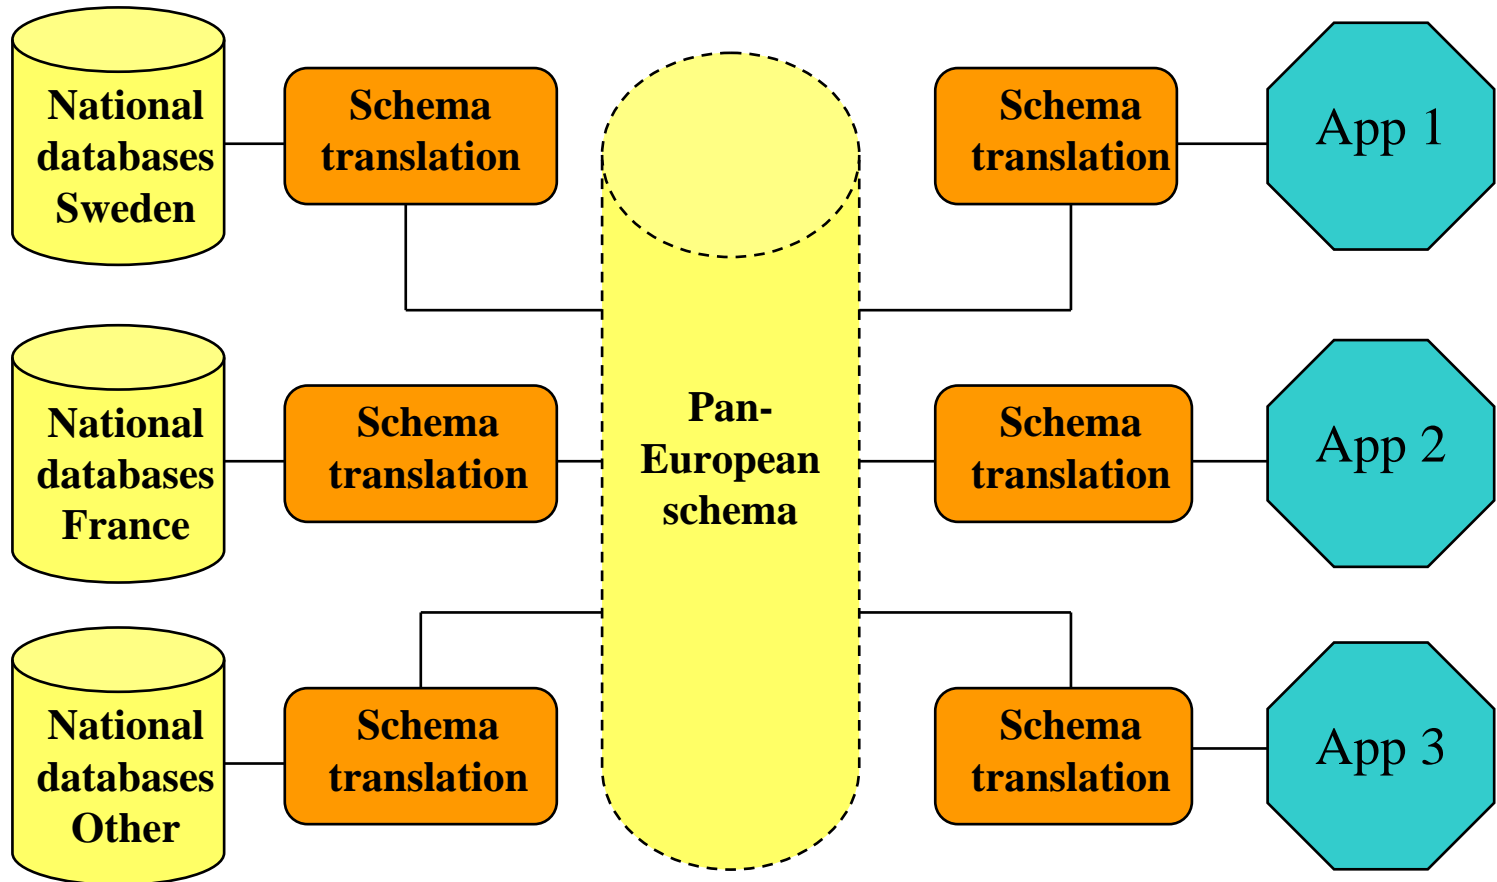 National
databases
Sweden
Schema
translation
Schema
translation
App 1
National
databases
France
Schema
translation
Pan-
European
schema
Schema
translation
App 2
National
databases
Other
Schema
translation
Schema
translation
App 3